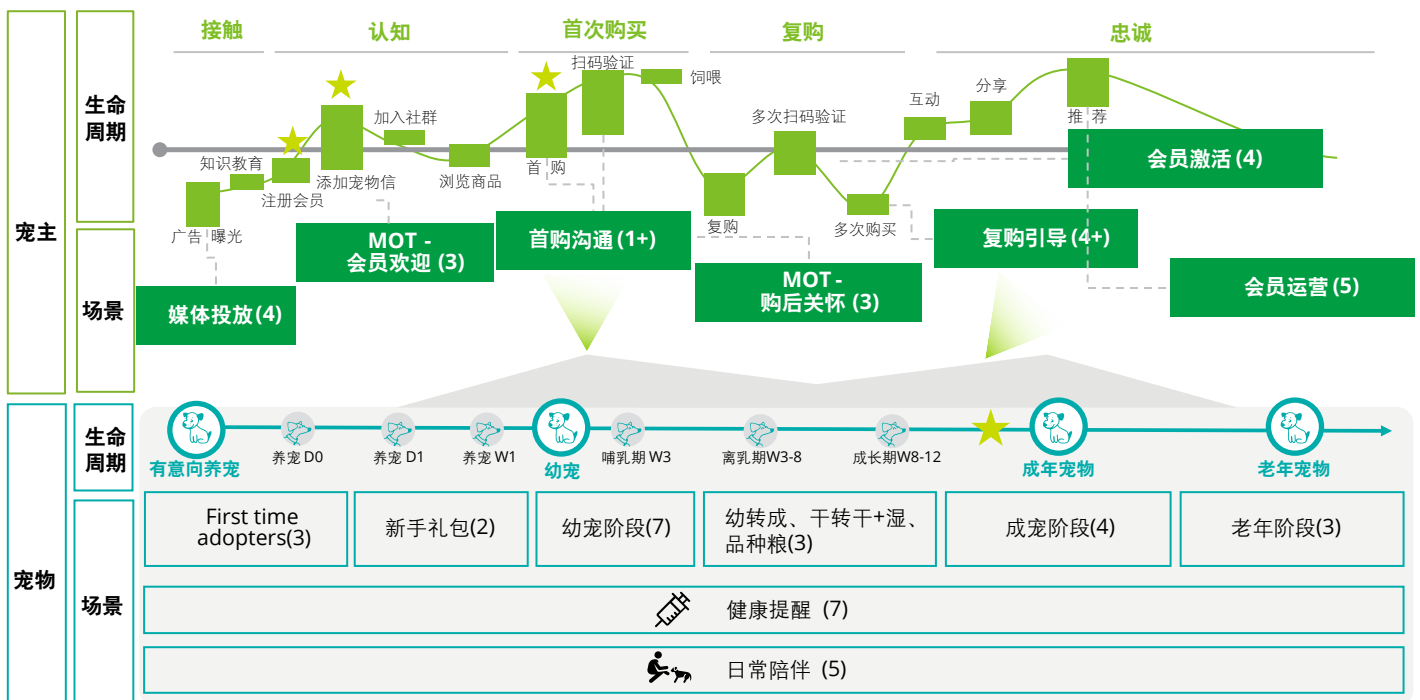 接触
认知
首次购买
复购
忠诚
宠主
生命
周期
扫码验证
饲喂
加入社群
知识教育
注册会员
添加宠物信
浏览商品
首 购
广告 曝光
多次扫码验证
复购
多次购买
互动
分享
推 荐
场景
媒体投放(4)
MOT -
会员欢迎 (3)
首购沟通(1+)
MOT -
购后关怀 (3)
复购引导(4+)
会员激活(4)
会员运营(5)
宠物
生命
周期
有意向养宠
养宠 D0
养宠 D1
养宠 W1
幼宠
哺乳期 W3
离乳期W3-8
成长期W8-12
成年宠物
老年宠物
场景
First time
adopters(3)
新手礼包(2)
幼宠阶段(7)
幼转成、干转干+湿、
品种粮(3)
成宠阶段(4)
老年阶段(3)
健康提醒 (7)
日常陪伴 (5)